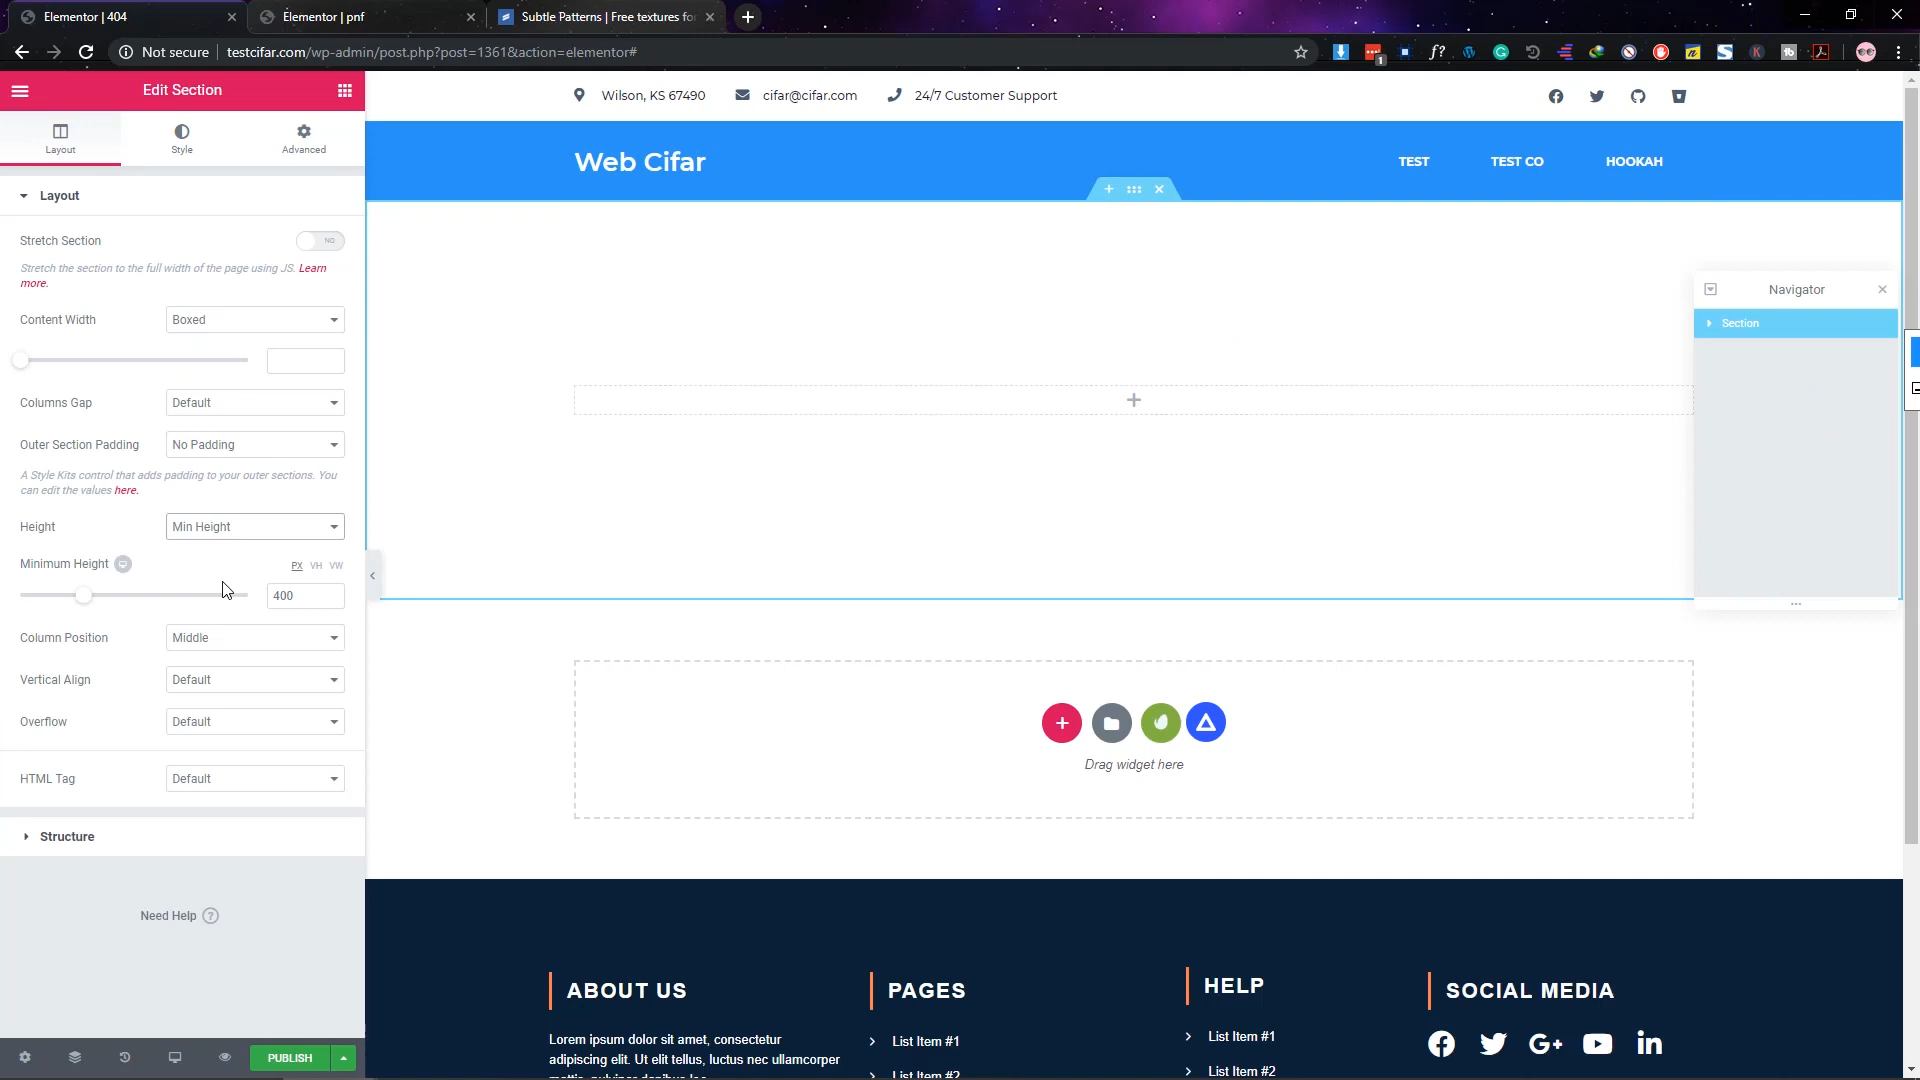 Elementor | 404
Elementor | pnf
Subtle Patterns | Free textures for
Not secure
testcifar.com/wp-admin/post.php?post=1361&action=elementor#
Edit Section
Layout
Style
Advanced
Layout
Stretch Section
NO
Stretch the section to the full width of the page using JS. Learn
more.
Content Width
Boxed
Columns Gap
Default
Outer Section Padding
No Padding
A Style Kits control that adds padding to your outer sections. You
can edit the values here.
Height
Min Height
Minimum Height
PX VH VW
400
Column Position
Middle
Vertical Align
Default
Overflow
Default
HTML Tag
Default
Structure
Need Help
PUBLISH
Wilson, KS 67490
cifar@cifar.com
24/7 Customer Support
Web Cifar
TEST
TEST CO
HOOKAH
Navigator
Section
Drag widget here
ABOUT US
Lorem ipsum dolor sit amet, consectetur
adipiscing elit. Ut elit tellus, luctus nec ullamcorper
PAGES
List Item #1
List Item #2
HELP
List Item #1
List Item #2
SOCIAL MEDIA